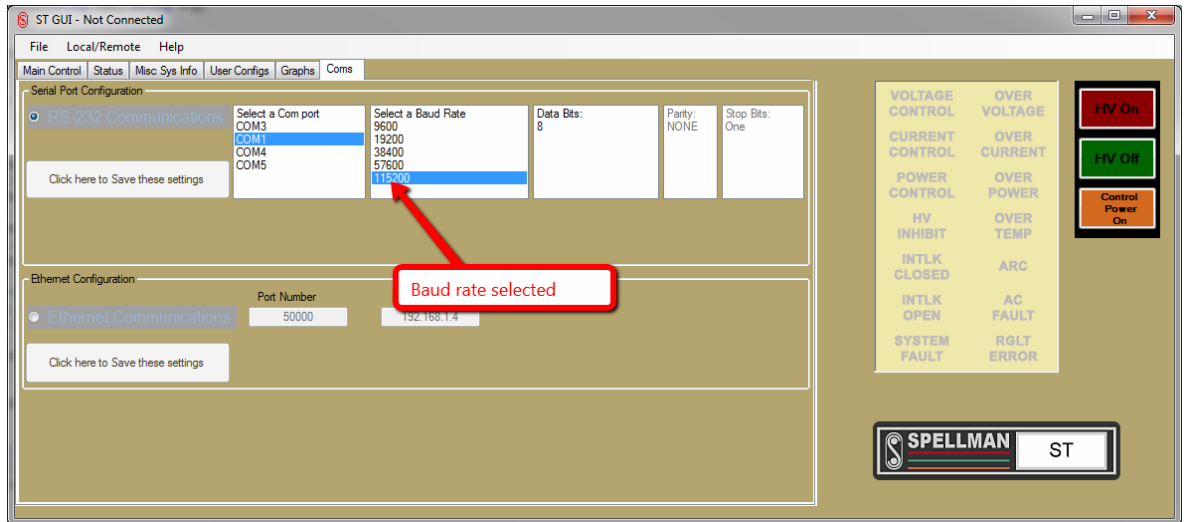 ST GUI - Not Connected
File Local/Remote Help
Main Control Status Misc Sys Info User Configs Graphs Coms
Serial Port Configuration
RS-232 Communications
Click here to Save these settings
Select a Com port
COM3
COM1
COM4
COM5
Select a Baud Rate
9600
19200
38400
57600
115200
Data Bits:
8
Parity:
NONE
Stop Bits:
One
Baud rate selected
Ethernet Configuration
Ethernet Communications
Port Number
50000
192.168.1.4
Click here to Save these settings
VOLTAGE
CONTROL
OVER
VOLTAGE
CURRENT
CONTROL
OVER
CURRENT
POWER
CONTROL
OVER
POWER
HV
INHIBIT
OVER
TEMP
INTLK
CLOSED
ARC
INTLK
OPEN
AC
FAULT
SYSTEM
FAULT
RGLT
ERROR
HV On
HV Off
Control
Power
On
SPELLMAN
ST